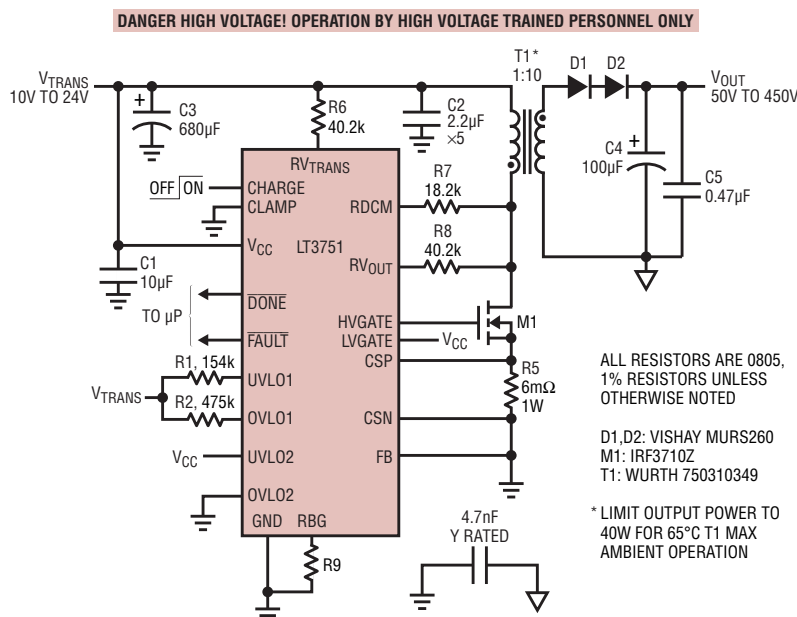 DANGER HIGH VOLTAGE! OPERATION BY HIGH VOLTAGE TRAINED PERSONNEL ONLY
VTRANS
10V TO 24V
+
C3
680µF
R6
40.2k
C2
2.2µF
×5
T1*
1:10
D1
D2
VOUT
50V TO 450V
+
C4
100µF
C5
0.47µF
OFF ON
RVTRANS
CHARGE
CLAMP
VCC
LT3751
RDCM
R7
18.2k
RVOUT
R8
40.2k
C1
10µF
TO µP
DONE
FAULT
HVGATE
LVGATE
VCC
M1
CSP
R5
6mΩ
1W
CSN
FB
VTRANS
R1, 154k
UVLO1
R2, 475k
OVLO1
VCC
UVLO2
OVLO2
GND
RBG
R9
4.7nF
Y RATED
ALL RESISTORS ARE 0805,
1% RESISTORS UNLESS
OTHERWISE NOTED
D1,D2: VISHAY MURS260
M1: IRF3710Z
T1: WURTH 750310349
* LIMIT OUTPUT POWER TO
40W FOR 65°C T1 MAX
AMBIENT OPERATION